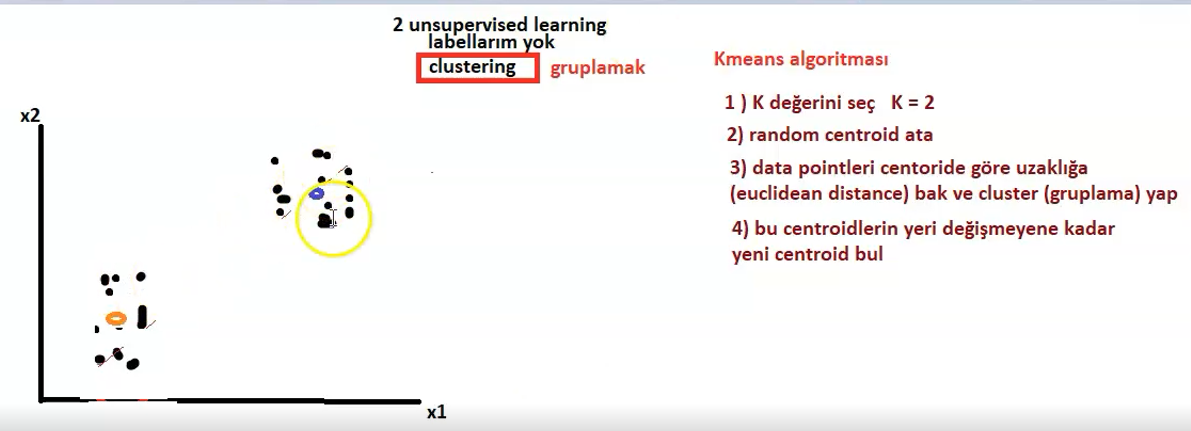 2 unsupervised learning
labellarım yok
clustering gruplamak
Kmeans algoritması
1 ) K değerini seç K = 2
2) random centroid ata
3) data pointleri centoride göre uzaklığa
(euclidean distance) bak ve cluster (gruplama) yap
4) bu centroidlerin yeri değişmeyene kadar
yeni centroid bul
x2
x1